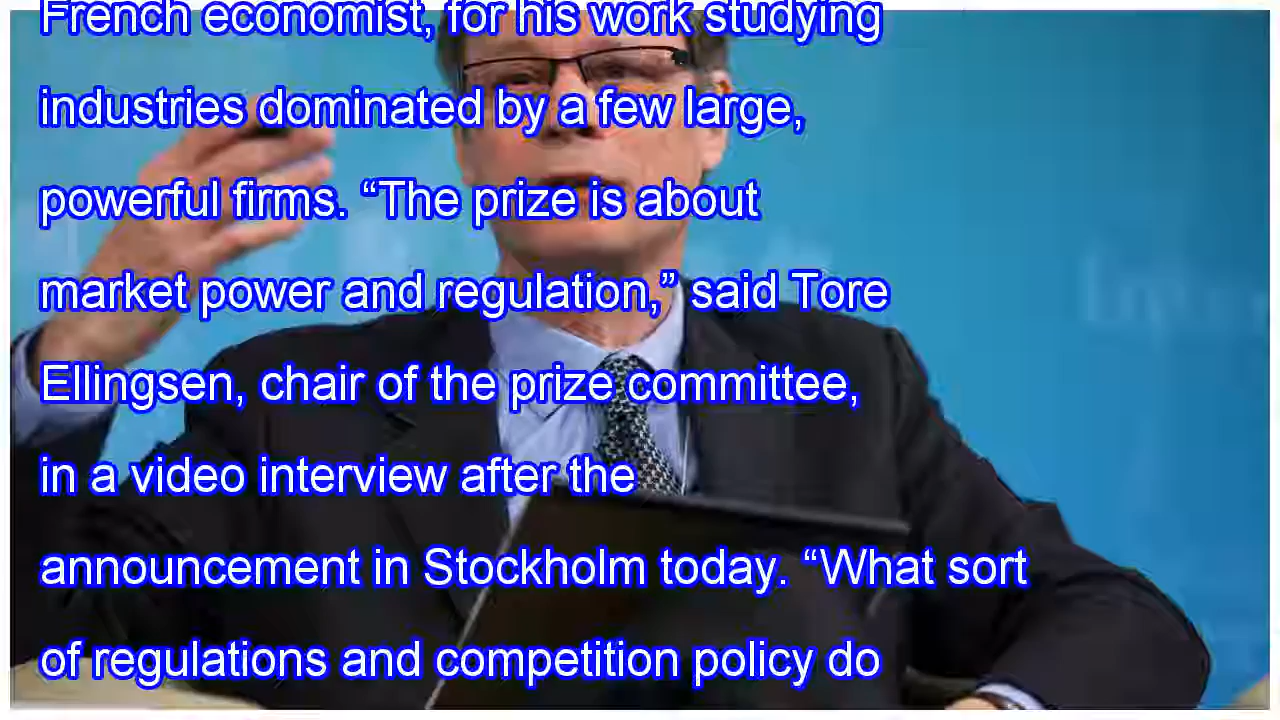 French economist, for his work studying
industries dominated by a few large,
powerful firms. “The prize is about
market power and regulation,” said Tore
Ellingsen, chair of the prize committee,
in a video interview after the
announcement in Stockholm today. “What sort
of regulations and competition policy do